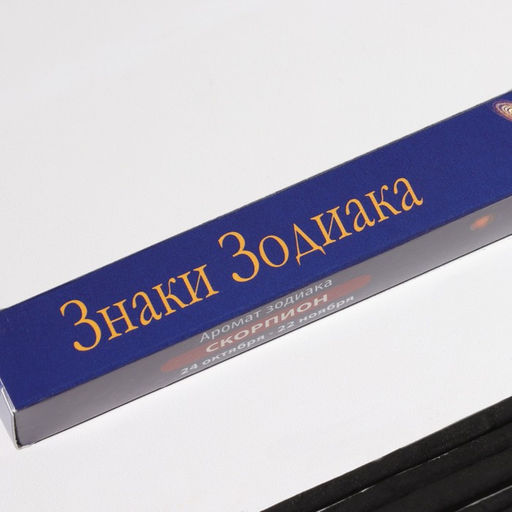 Знаки Зодиака
Аромат зодиака
СКОРПИОН
24 октября - 22 ноября